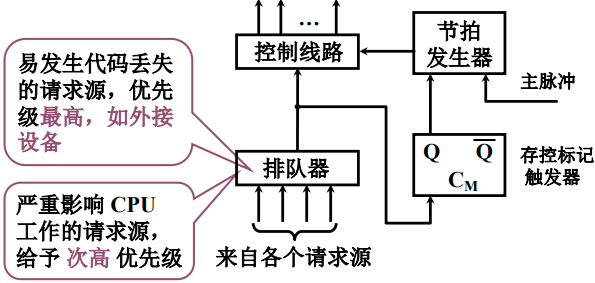 …
控制线路
节拍
发生器
主脉冲
易发生代码丢失
的请求源，优先
级最高，如外接
设备
排队器
Q Q̅
C_M
存控标记
触发器
严重影响 CPU
工作的请求源，
给予 次高 优先级
来自各个请求源